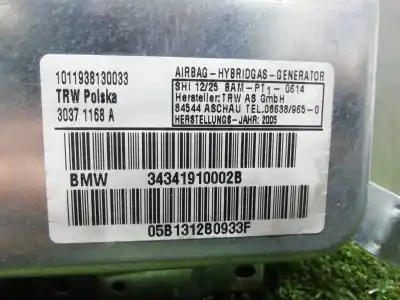 1011938130033
TRW Polska
3037 1168 A
AIRBAG-HYBRIDGAS-GENERATOR
SHI 12/25 BAM-PT1-0614
Hersteller:TRW AS GmbH
84544 ASCHAU TEL.08638/965-0
HERSTELLUNGS-JAHR: 2005
BMW 34341910002B
05B131280933F